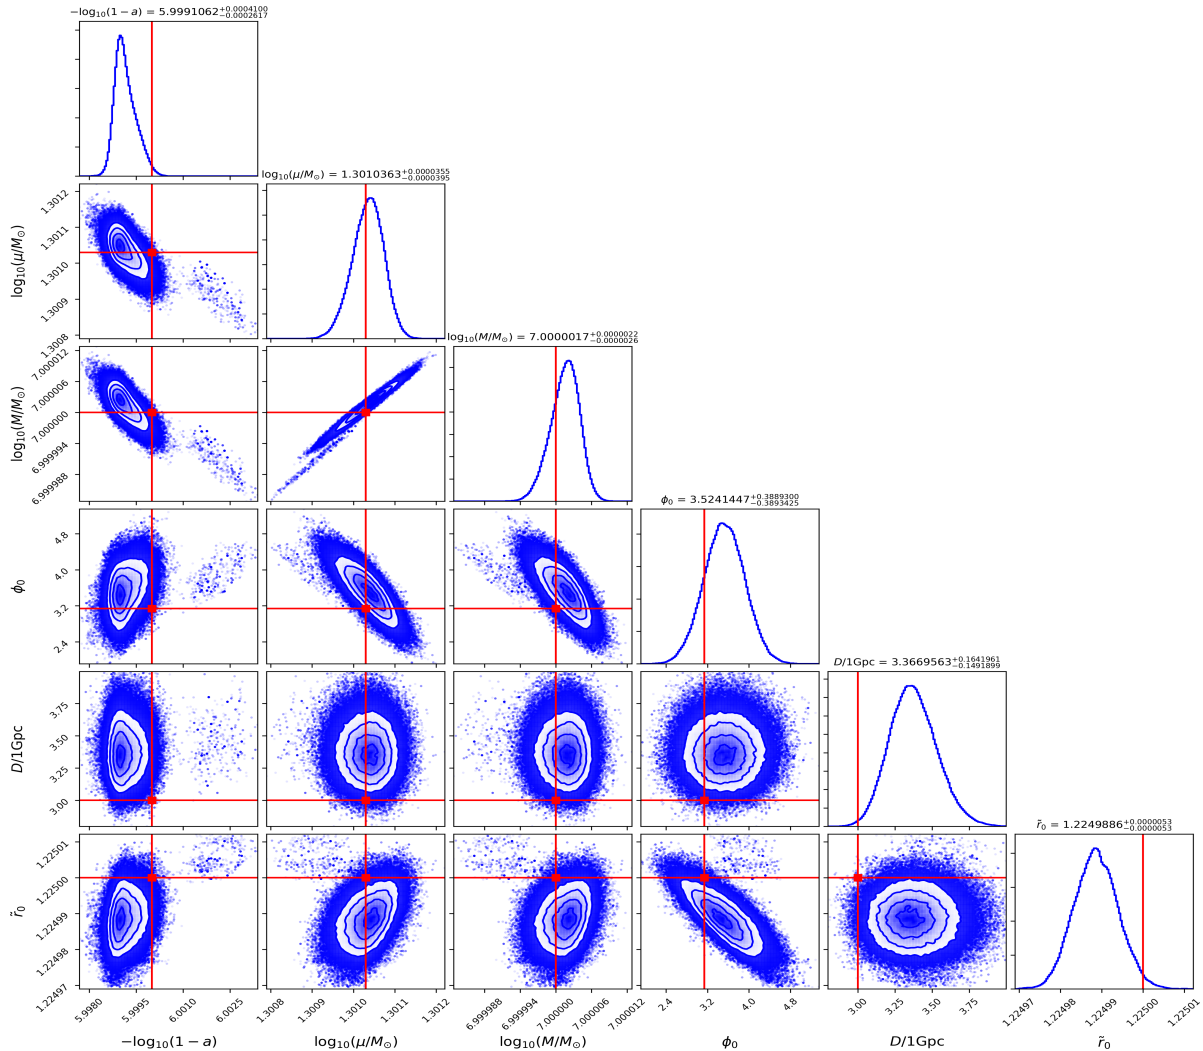 −log₁₀(1 − a) = 5.9991062+0.0004100−0.0002617
log₁₀(μ/M⊙) = 1.3010363+0.0000355−0.0000395
1.3012
1.3011
1.3010
1.3009
1.3008
log₁₀(μ/M⊙)
log₁₀(M/M⊙) = 7.0000017+0.0000022−0.0000026
7.000012
7.000006
7.000000
6.999994
6.999988
log₁₀(M/M⊙)
ϕ₀ = 3.5241447+0.3889300−0.3893425
4.8
4.0
3.2
2.4
ϕ₀
D/1Gpc = 3.3669563+0.1641961−0.1491899
3.75
3.50
3.25
3.00
D/1Gpc
r̃₀ = 1.2249886+0.0000053−0.0000053
1.22501
1.22500
1.22499
1.22498
1.22497
r̃₀
5.9980 5.9995 6.0010 6.0025 1.3008 1.3009 1.3010 1.3011 1.3012 6.999988 6.999994 7.000000 7.000006 7.000012 2.4 3.2 4.0 4.8 3.00 3.25 3.50 3.75 1.22497 1.22498 1.22499 1.22500 1.22501
−log₁₀(1 − a) log₁₀(μ/M⊙) log₁₀(M/M⊙) ϕ₀ D/1Gpc r̃₀